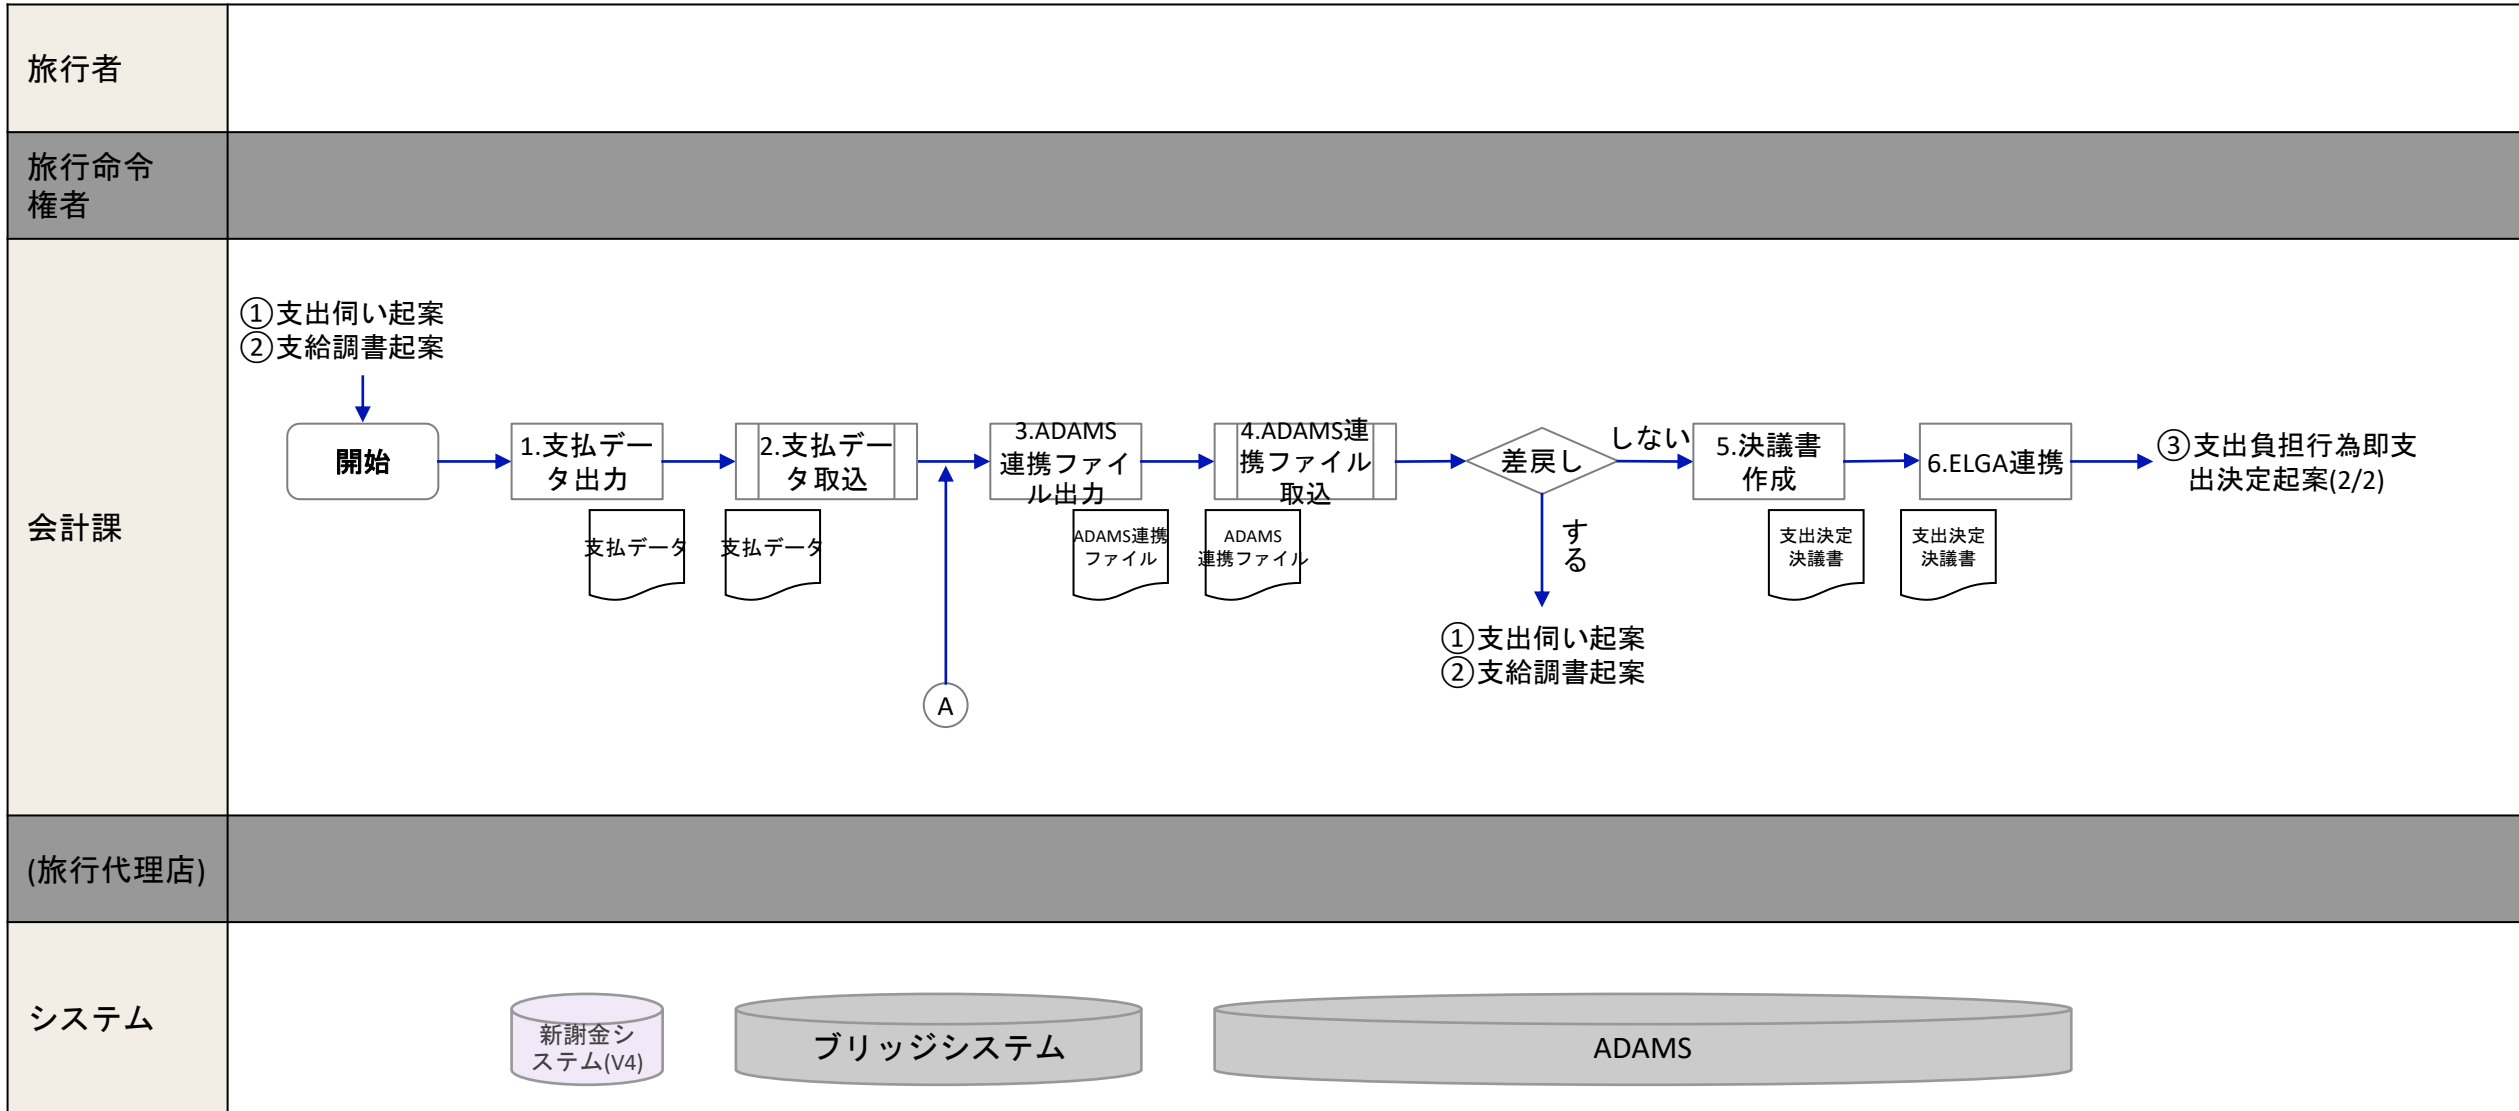 旅行者
旅行命令
権者
会計課
①支出伺い起案
②支給調書起案
開始
1.支払デー
タ出力
2.支払デー
タ取込
3.ADAMS
連携ファイ
ル出力
4.ADAMS連
携ファイル
取込
差戻し
しない
する
5.決議書
作成
6.ELGA連携
③支出負担行為即支
出決定起案(2/2)
支払データ
支払データ
ADAMS連携
ファイル
ADAMS
連携ファイル
支出決定
決議書
支出決定
決議書
①支出伺い起案
②支給調書起案
A
(旅行代理店)
システム
新謝金シ
ステム(V4)
ブリッジシステム
ADAMS